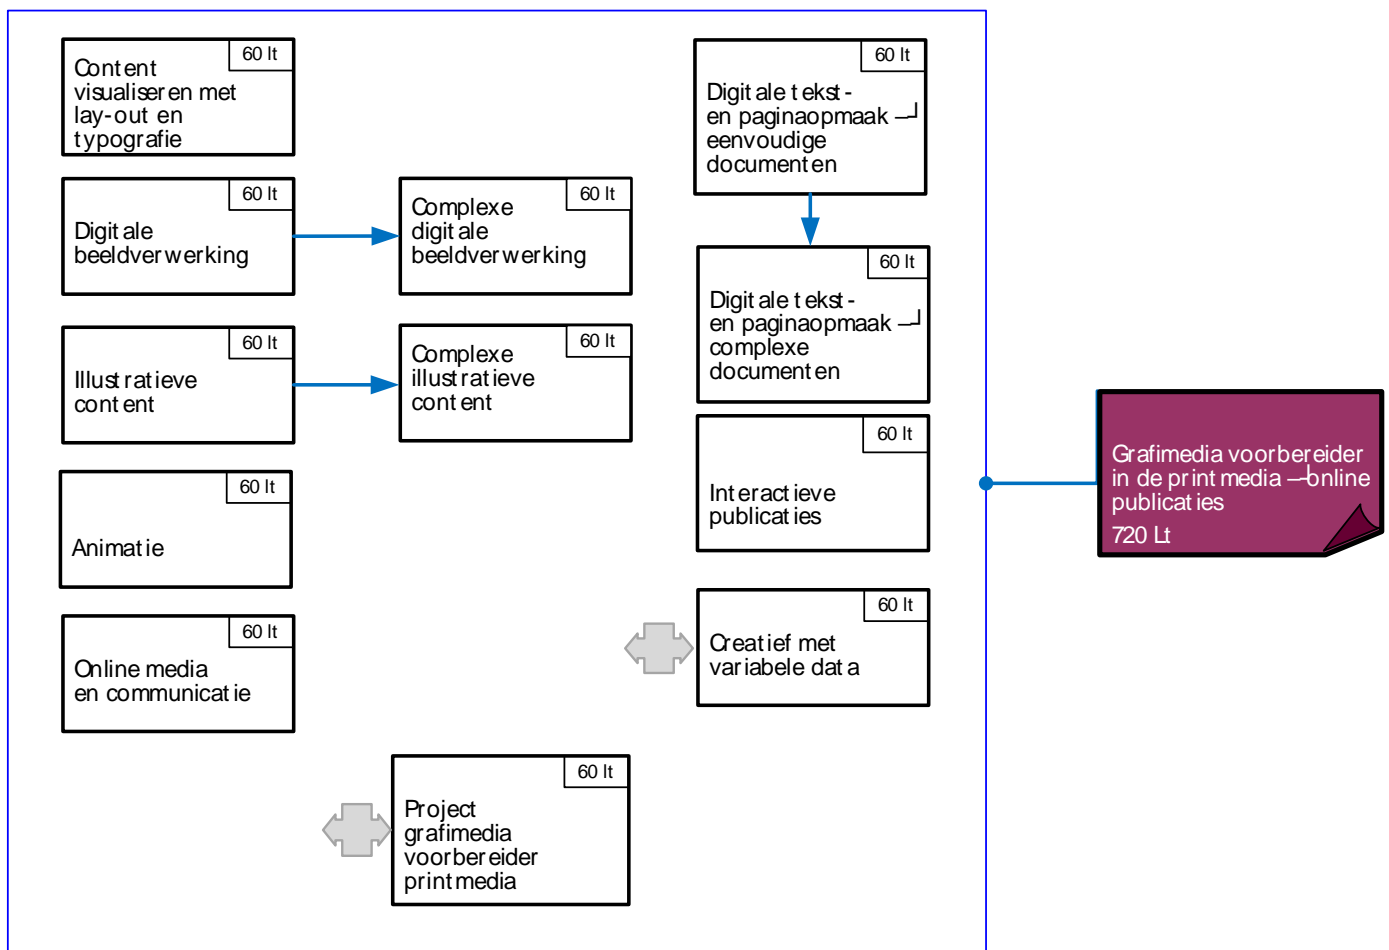 60 lt
Content
visualiseren met
lay-out en
typografie
60 lt
Digitale tekst-
en paginaopmaak –
eenvoudige
documenten
60 lt
Digitale
beeldverwerking
60 lt
Complexe
digitale
beeldverwerking
60 lt
Digitale tekst-
en paginaopmaak –
complexe
documenten
60 lt
Illustratieve
content
60 lt
Complexe
illustratieve
content
60 lt
Interactieve
publicaties
Grafimedia voorbereider
in de printmedia – online
publicaties
720 Lt
60 lt
Animatie
60 lt
Creatief met
variabele data
60 lt
Online media
en communicatie
60 lt
Project
grafimedia
voorbereider
printmedia